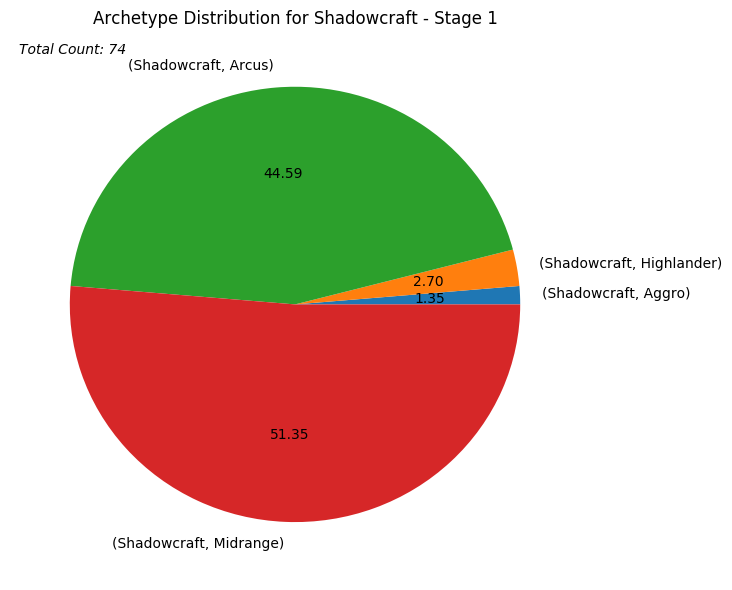 Archetype Distribution for Shadowcraft - Stage 1
Total Count: 74
(Shadowcraft, Arcus)
44.59
(Shadowcraft, Highlander)
2.70
(Shadowcraft, Aggro)
1.35
51.35
(Shadowcraft, Midrange)